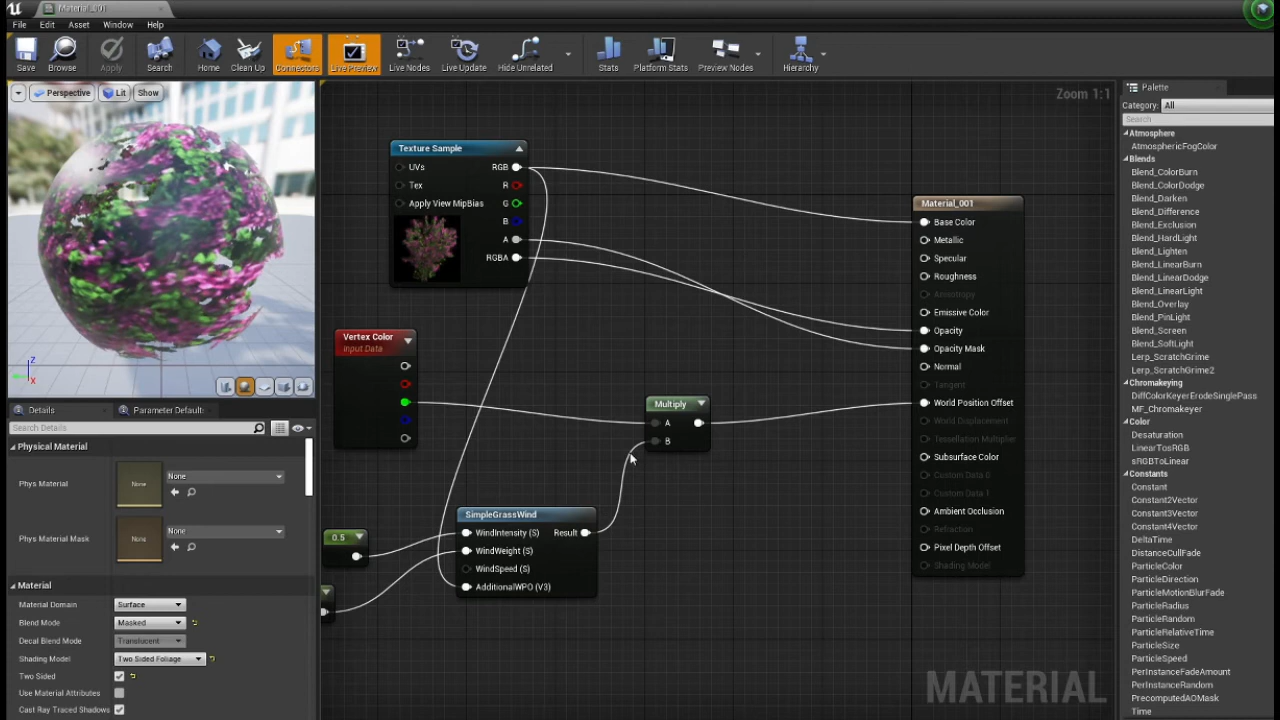 Material_001
File Edit Asset Window Help
Save Browse Apply Search Home Clean Up Connectors Live Preview Live Nodes Live Update Hide Unrelated Stats Platform Stats Preview Nodes Hierarchy
Perspective Lit Show
Zoom 1:1
Texture Sample
UVs RGB
Tex R
Apply View MipBias G
B
A
RGBA
Vertex Color
Input Data
Multiply
A
B
0.5
SimpleGrassWind
WindIntensity (S) Result
WindWeight (S)
WindSpeed (S)
AdditionalWPO (V3)
Material_001
Base Color
Metallic
Specular
Roughness
Anisotropy
Emissive Color
Opacity
Opacity Mask
Normal
Tangent
World Position Offset
World Displacement
Tessellation Multiplier
Subsurface Color
Custom Data 0
Custom Data 1
Ambient Occlusion
Refraction
Pixel Depth Offset
Shading Model
MATERIAL
z
x
Details Parameter Default:
Search Details
Physical Material
Phys Material None None
Phys Material Mask None None
Material
Material Domain Surface
Blend Mode Masked
Decal Blend Mode Translucent
Shading Model Two Sided Foliage
Two Sided
Use Material Attributes
Cast Ray Traced Shadows
Palette
Category: All
Search
Atmosphere
AtmosphericFogColor
Blends
Blend_ColorBurn
Blend_ColorDodge
Blend_Darken
Blend_Difference
Blend_Exclusion
Blend_HardLight
Blend_Lighten
Blend_LinearBurn
Blend_LinearDodge
Blend_LinearLight
Blend_Overlay
Blend_PinLight
Blend_Screen
Blend_SoftLight
Lerp_ScratchGrime
Lerp_ScratchGrime2
Chromakeying
DiffColorKeyerErodeSinglePass
MF_Chromakeyer
Color
Desaturation
LinearTosRGB
sRGBToLinear
Constants
Constant
Constant2Vector
Constant3Vector
Constant4Vector
DeltaTime
DistanceCullFade
ParticleColor
ParticleDirection
ParticleMotionBlurFade
ParticleRadius
ParticleRandom
ParticleRelativeTime
ParticleSize
ParticleSpeed
PerInstanceFadeAmount
PerInstanceRandom
PrecomputedAOMask
Time